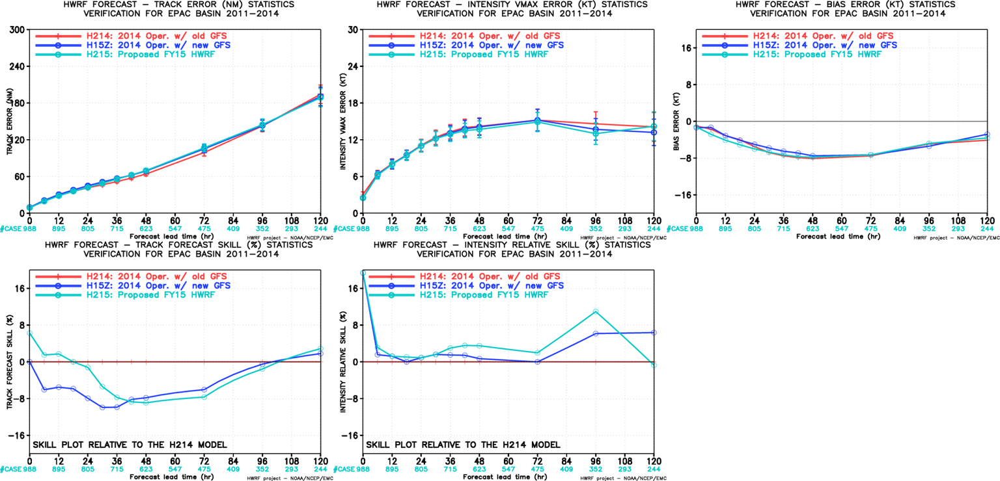 HWRF FORECAST – TRACK ERROR (NM) STATISTICS
VERIFICATION FOR EPAC BASIN 2011–2014
H214: 2014 Oper. w/ old GFS
H15Z: 2014 Oper. w/ new GFS
H215: Proposed FY15 HWRF
TRACK ERROR (NM)
300
240
180
120
60
0
0 12 24 36 48 60 72 84 96 108 120
#CASE 988 895 805 715 623 547 475 409 352 293 244
Forecast lead time (hr)
HWRF project – NOAA/NCEP/EMC
HWRF FORECAST – INTENSITY VMAX ERROR (KT) STATISTICS
VERIFICATION FOR EPAC BASIN 2011–2014
H214: 2014 Oper. w/ old GFS
H15Z: 2014 Oper. w/ new GFS
H215: Proposed FY15 HWRF
INTENSITY VMAX ERROR (KT)
30
24
18
12
6
0
0 12 24 36 48 60 72 84 96 108 120
#CASE 988 895 805 715 623 547 475 409 352 293 244
Forecast lead time (hr)
HWRF project – NOAA/NCEP/EMC
HWRF FORECAST – BIAS ERROR (KT) STATISTICS
VERIFICATION FOR EPAC BASIN 2011–2014
H214: 2014 Oper. w/ old GFS
H15Z: 2014 Oper. w/ new GFS
H215: Proposed FY15 HWRF
BIAS ERROR (KT)
16
8
0
–8
–16
0 12 24 36 48 60 72 84 96 108 120
#CASE 988 895 805 715 623 547 475 409 352 293 244
Forecast lead time (hr)
HWRF project – NOAA/NCEP/EMC
HWRF FORECAST – TRACK FORECAST SKILL (%) STATISTICS
VERIFICATION FOR EPAC BASIN 2011–2014
H214: 2014 Oper. w/ old GFS
H15Z: 2014 Oper. w/ new GFS
H215: Proposed FY15 HWRF
TRACK FORECAST SKILL (%)
16
8
0
–8
–16
SKILL PLOT RELATIVE TO THE H214 MODEL
0 12 24 36 48 60 72 84 96 108 120
#CASE 988 895 805 715 623 547 475 409 352 293 244
Forecast lead time (hr)
HWRF project – NOAA/NCEP/EMC
HWRF FORECAST – INTENSITY RELATIVE SKILL (%) STATISTICS
VERIFICATION FOR EPAC BASIN 2011–2014
H214: 2014 Oper. w/ old GFS
H15Z: 2014 Oper. w/ new GFS
H215: Proposed FY15 HWRF
INTENSITY RELATIVE SKILL (%)
16
8
0
–8
–16
SKILL PLOT RELATIVE TO THE H214 MODEL
0 12 24 36 48 60 72 84 96 108 120
#CASE 988 895 805 715 623 547 475 409 352 293 244
Forecast lead time (hr)
HWRF project – NOAA/NCEP/EMC